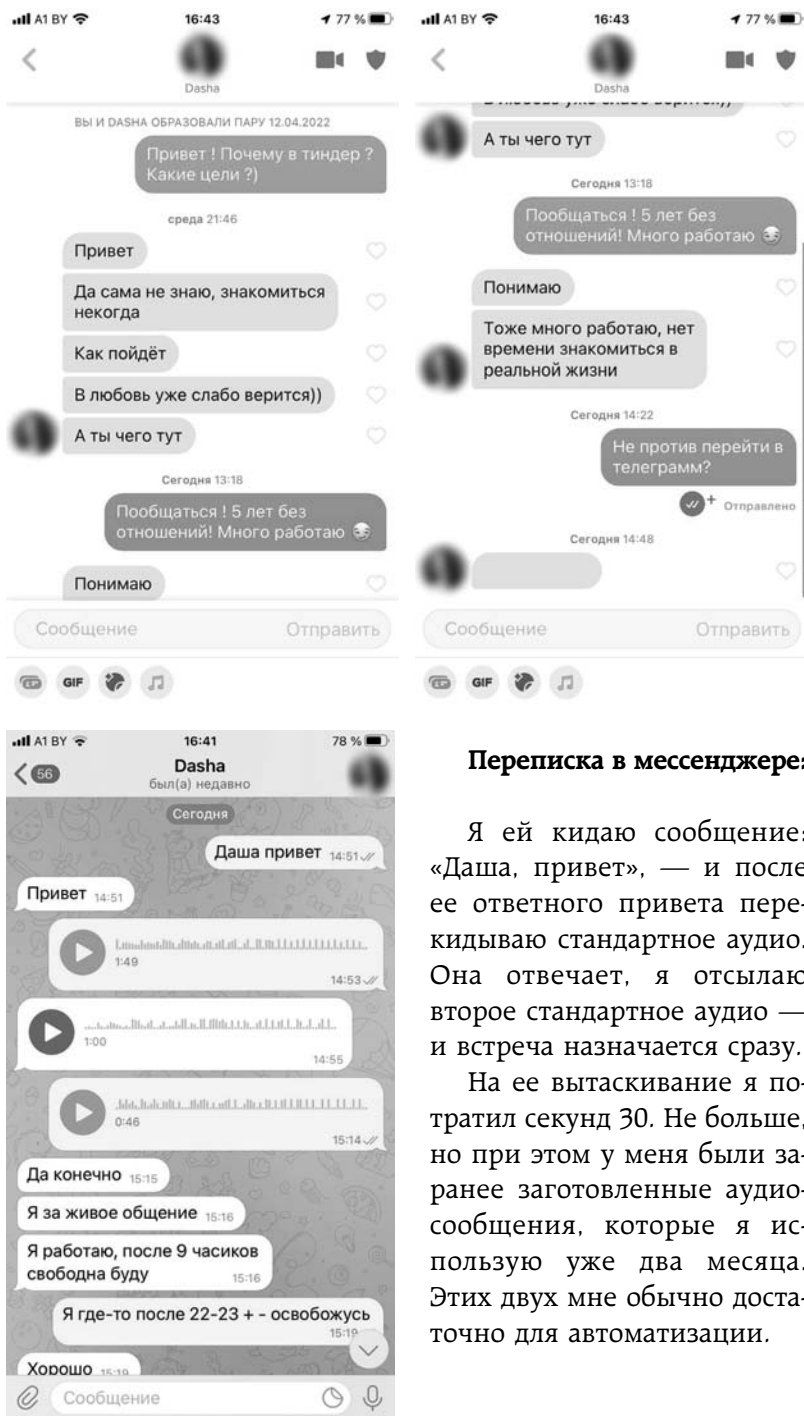 A1 BY
16:43
77 %
Dasha
ВЫ И DASHA ОБРАЗОВАЛИ ПАРУ 12.04.2022
Привет ! Почему в тиндер ?
Какие цели ?)
среда 21:46
Привет
Да сама не знаю, знакомиться
некогда
Как пойдёт
В любовь уже слабо верится))
А ты чего тут
Сегодня 13:18
Пообщаться ! 5 лет без
отношений! Много работаю
Понимаю
Сообщение
Отправить
GIF
A1 BY
16:43
77 %
Dasha
В любовь уже слабо верится))
А ты чего тут
Сегодня 13:18
Пообщаться ! 5 лет без
отношений! Много работаю
Понимаю
Тоже много работаю, нет
времени знакомиться в
реальной жизни
Сегодня 14:22
Не против перейти в
телеграмм?
Отправлено
Сегодня 14:48
Сообщение
Отправить
GIF
A1 BY
16:41
78 %
56
Dasha
был(а) недавно
Сегодня
Даша привет 14:51
Привет 14:51
1:49
14:53
1:00
14:55
0:46
15:14
Да конечно 15:15
Я за живое общение 15:16
Я работаю, после 9 часиков
свободна буду 15:16
Я где-то после 22-23 + - освобожусь
15:19
Хорошо 15:19
Сообщение
Переписка в мессенджере:
Я ей кидаю сообщение:
«Даша, привет», — и после
ее ответного привета пере-
кидываю стандартное аудио.
Она отвечает, я отсылаю
второе стандартное аудио —
и встреча назначается сразу.
На ее вытаскивание я по-
тратил секунд 30. Не больше,
но при этом у меня были за-
ранее заготовленные аудио-
сообщения, которые я ис-
пользую уже два месяца.
Этих двух мне обычно доста-
точно для автоматизации.